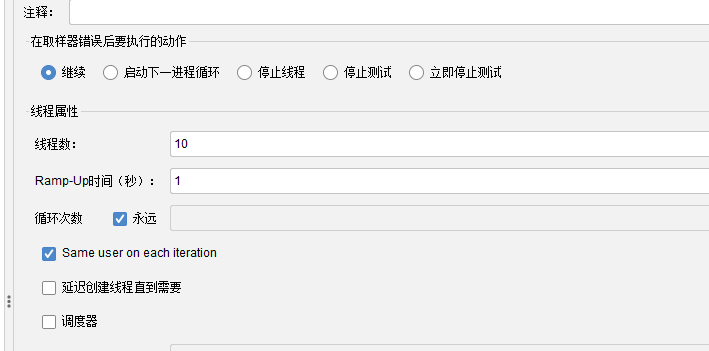 注释：
在取样器错误后要执行的动作
继续 启动下一进程循环 停止线程 停止测试 立即停止测试
线程属性
线程数： 10
Ramp-Up时间（秒）： 1
循环次数 永远
Same user on each iteration
延迟创建线程直到需要
调度器